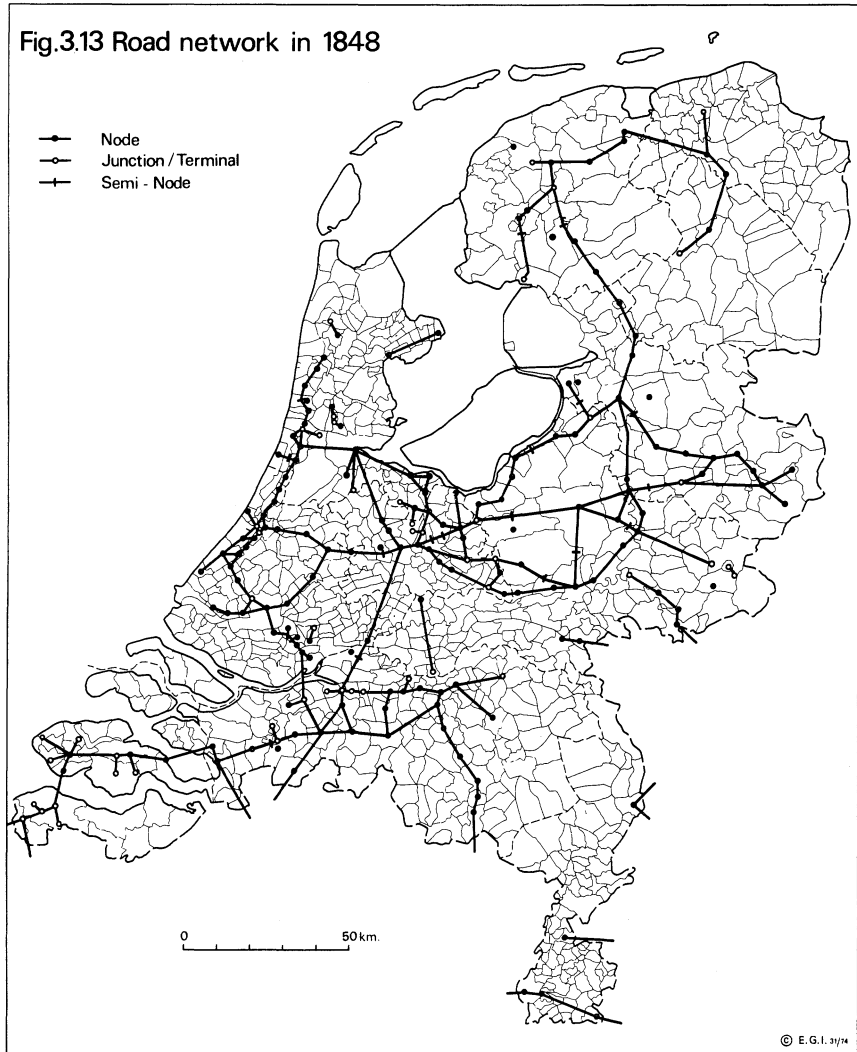 Fig.3.13 Road network in 1848
Node
Junction / Terminal
Semi - Node
0 50 km.
© E.G.I. 31/74